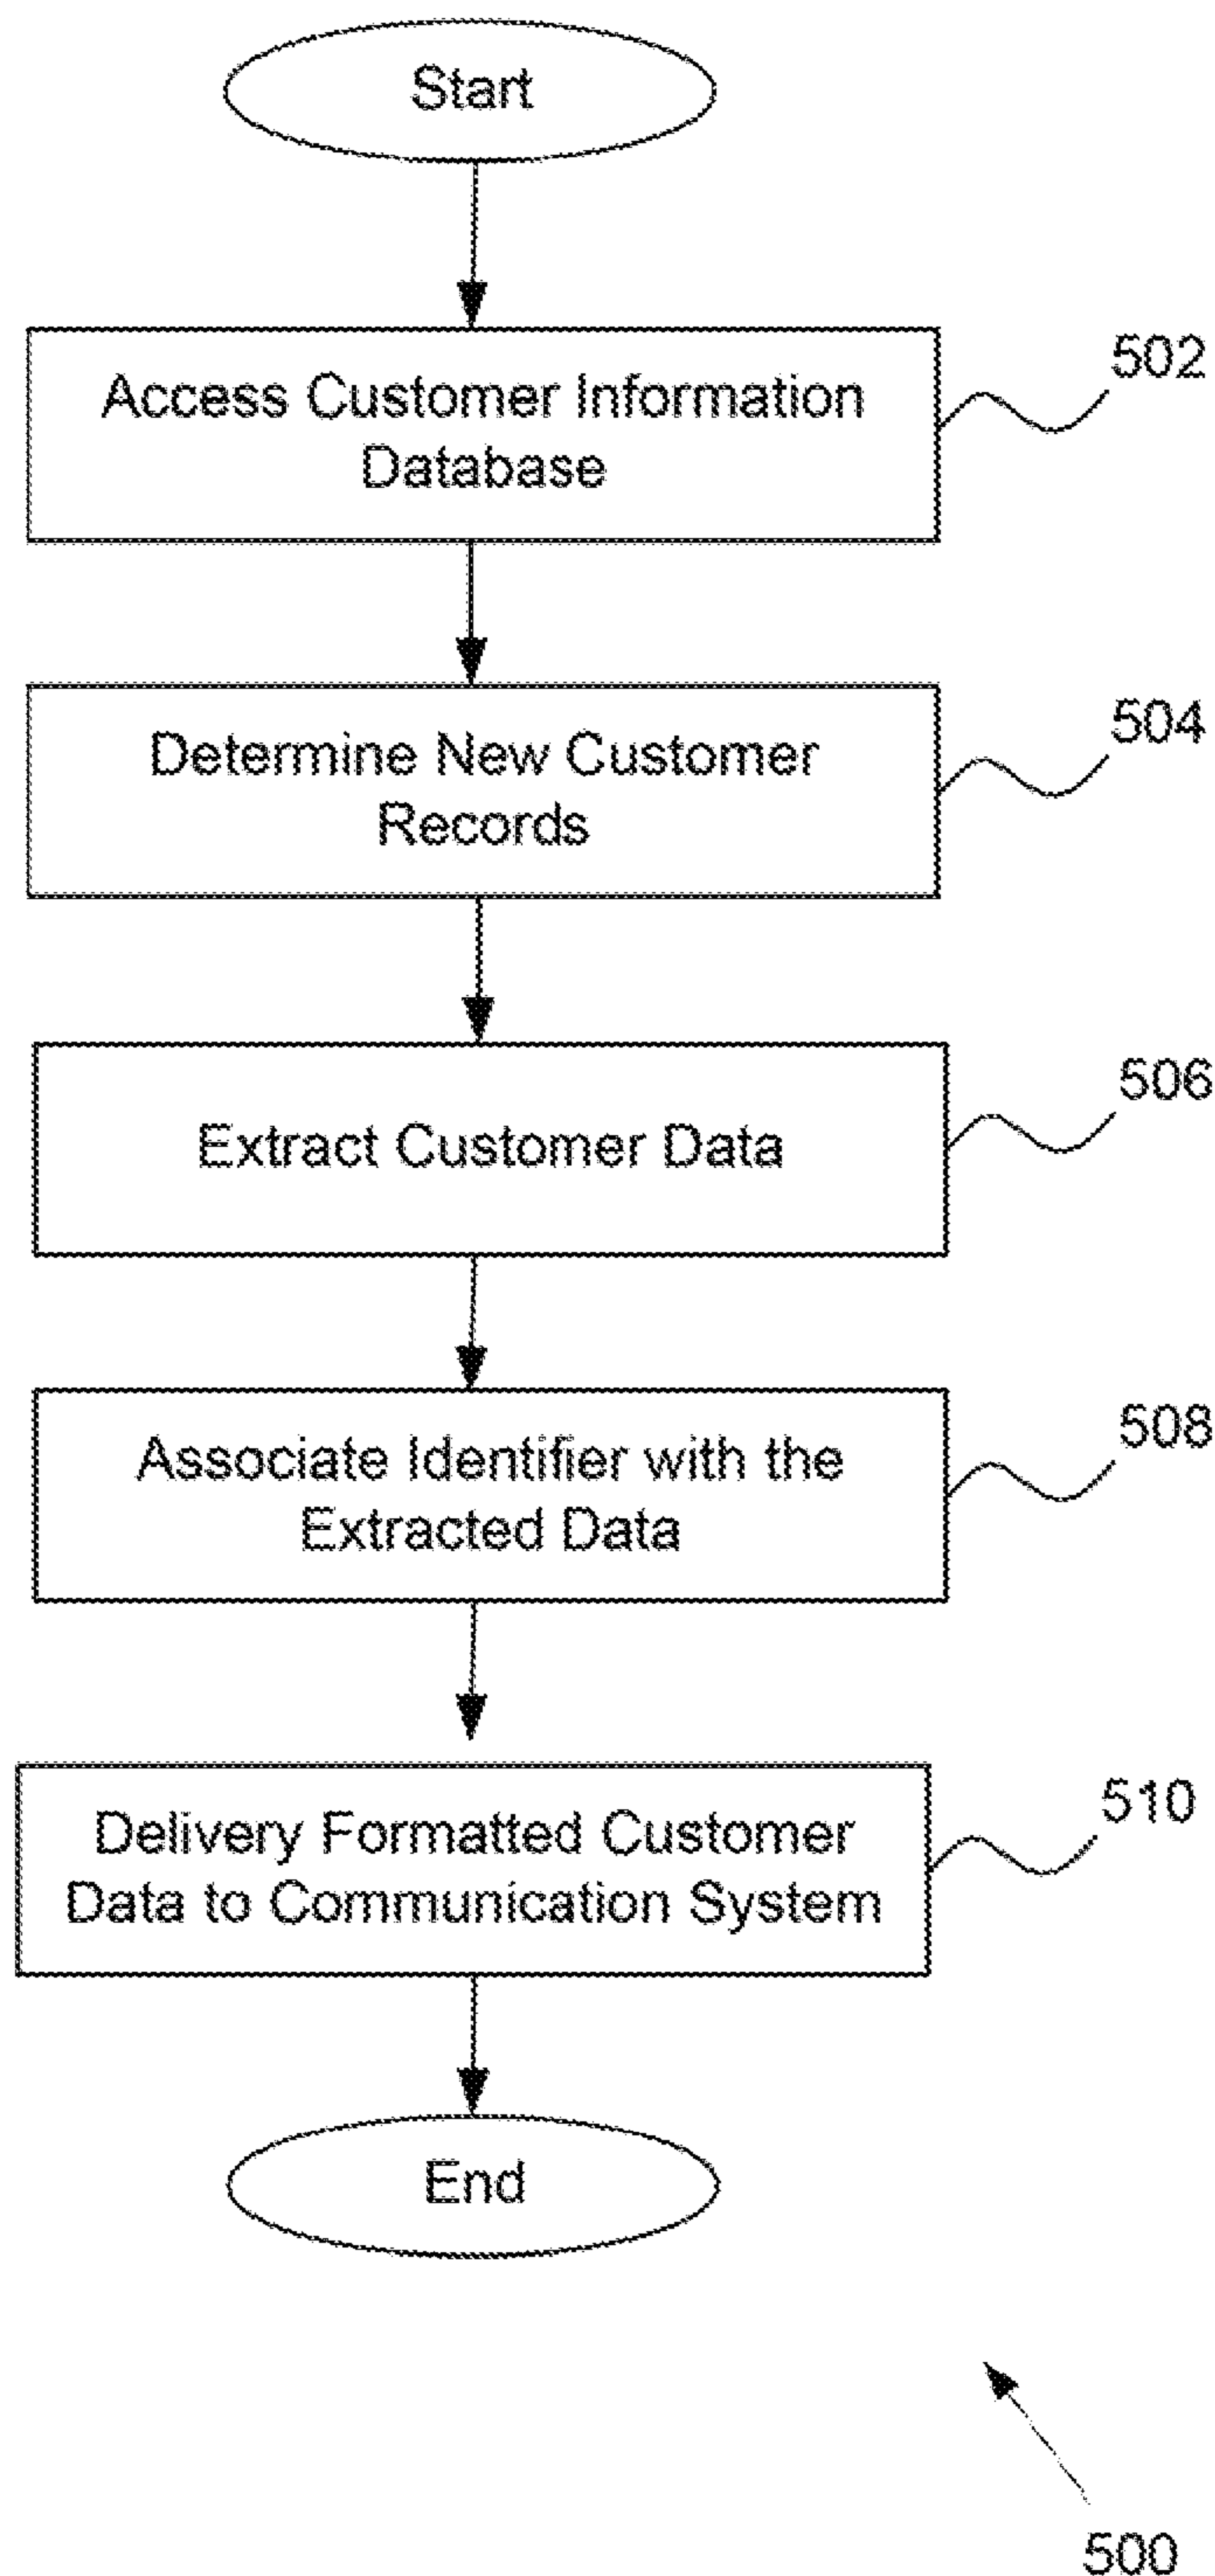 Start
Access Customer Information
Database
502
Determine New Customer
Records
504
Extract Customer Data
506
Associate Identifier with the
Extracted Data
508
Delivery Formatted Customer
Data to Communication System
510
End
500